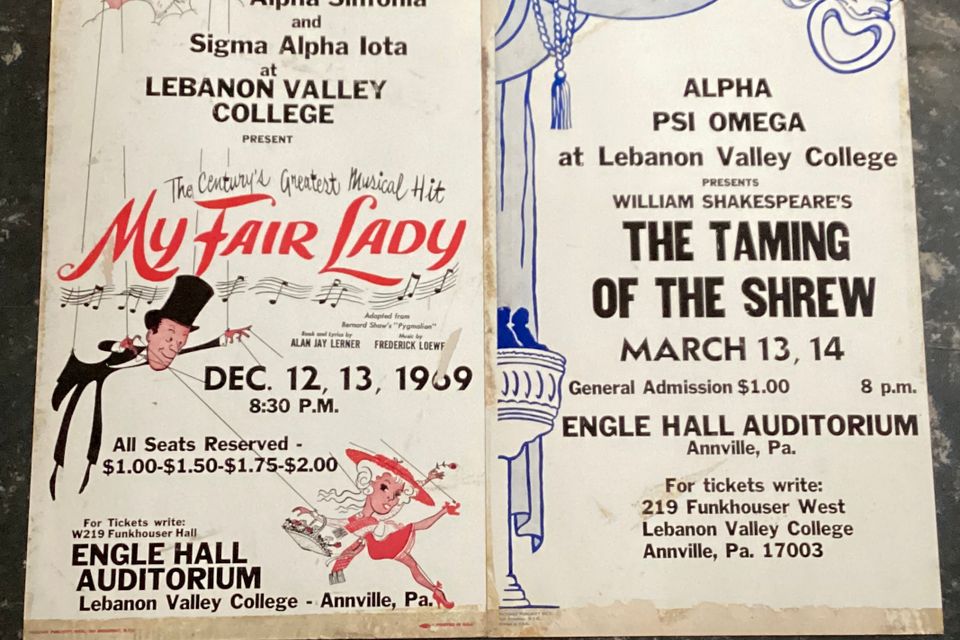 Alpha Sinfonia
and
Sigma Alpha Iota
at
LEBANON VALLEY
COLLEGE
PRESENT
The Century's Greatest Musical Hit
MY FAIR LADY
Adapted from
Bernard Shaw's "Pygmalion"
Book and Lyrics by
ALAN JAY LERNER
Music by
FREDERICK LOEWE
DEC. 12, 13, 1969
8:30 P.M.
All Seats Reserved -
$1.00-$1.50-$1.75-$2.00
For Tickets write:
W219 Funkhouser Hall
ENGLE HALL
AUDITORIUM
Lebanon Valley College - Annville, Pa.
ALPHA
PSI OMEGA
at Lebanon Valley College
PRESENTS
WILLIAM SHAKESPEARE'S
THE TAMING
OF THE SHREW
MARCH 13, 14
General Admission $1.00 8 p.m.
ENGLE HALL AUDITORIUM
Annville, Pa.
For tickets write:
219 Funkhouser West
Lebanon Valley College
Annville, Pa. 17003